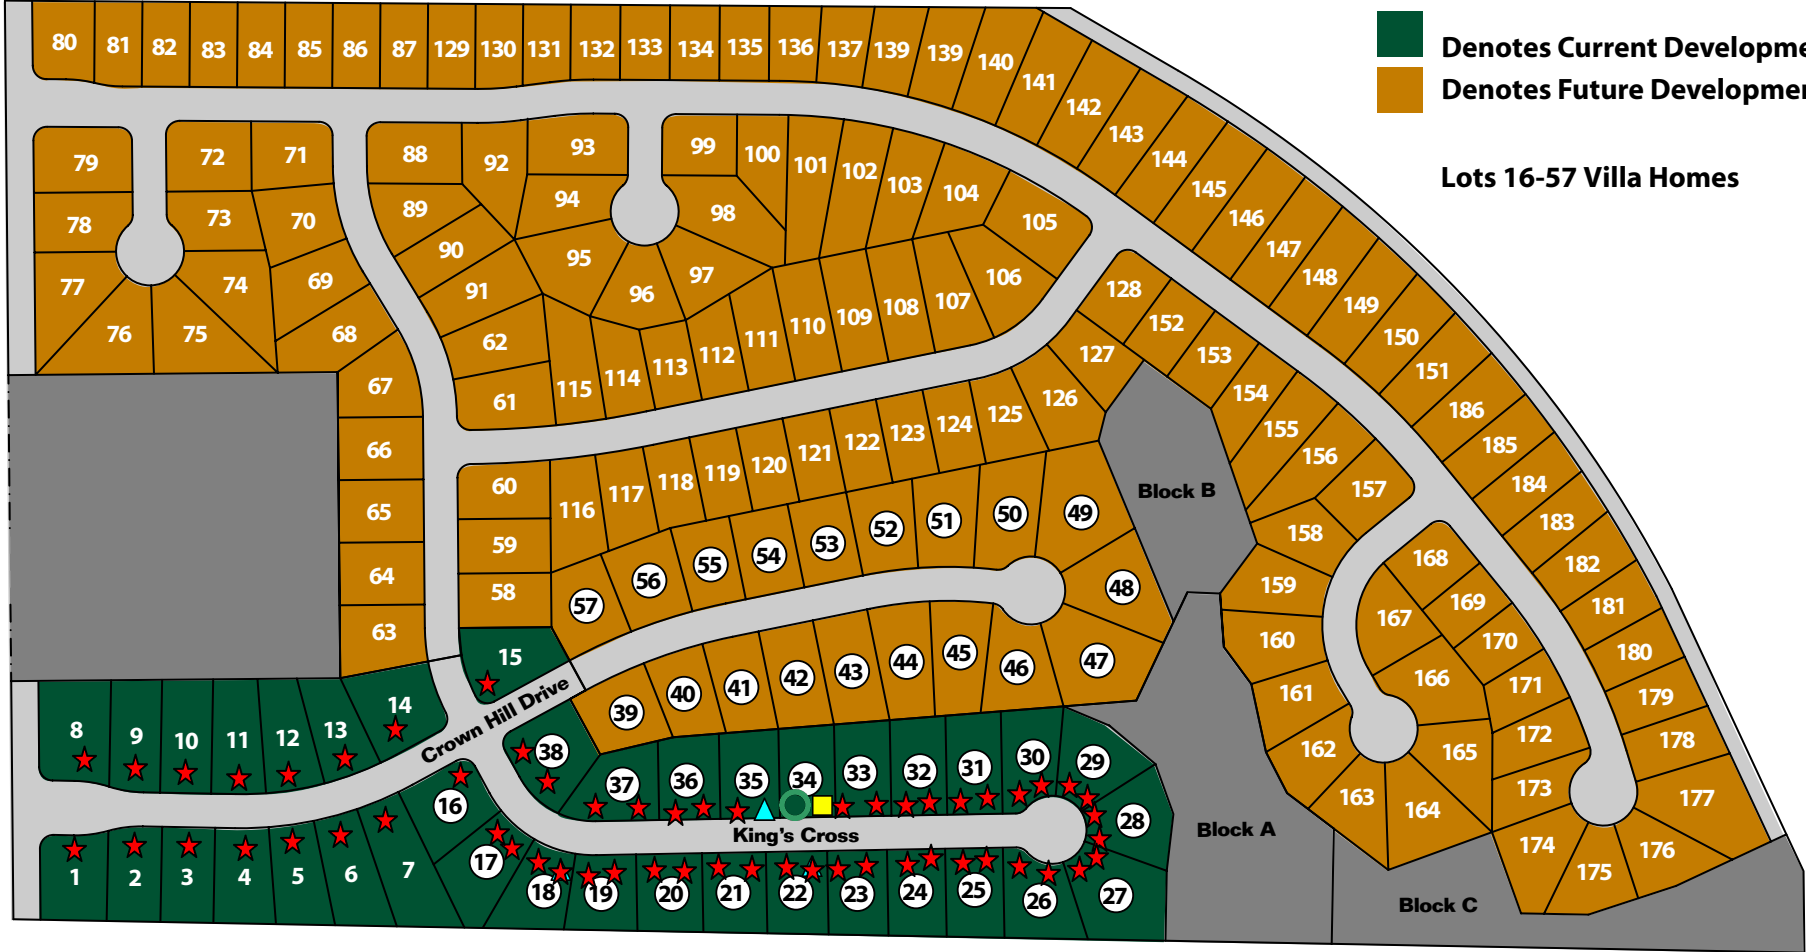 80 81 82 83 84 85 86 87 129 130 131 132 133 134 135 136 137 139 139 140 141 142 143 144 145 146 147 148 149 150 151 186 185 184 183 182 181 180 179 178 177 176 175 174
Denotes Current Developme
Denotes Future Developmen
Lots 16-57 Villa Homes
79 72 71 88 92 93 99 100 101 102 103 104 105
78 73 70 89 94 98
77 74 69 90 95 97 106
76 75 68 91 96
62 115 114 113 112 111 110 109 108 107
67 61
128 152 153 154 155 156 157 158 159 160 161 162 163 164 165 166 167 168 169 170 171 172 173
66 60 116 117 118 119 120 121 122 123 124 125 126 127
65 59
64 58 57 56 55 54 53 52 51 50 49 48 47
63 15 39 40 41 42 43 44 45 46
Block B
8 9 10 11 12 13 14
Crown Hill Drive
38 37 36 35 34 33 32 31 30 29 28 27
King's Cross
1 2 3 4 5 6 7 16 17 18 19 20 21 22 23 24 25 26
Block A
Block C